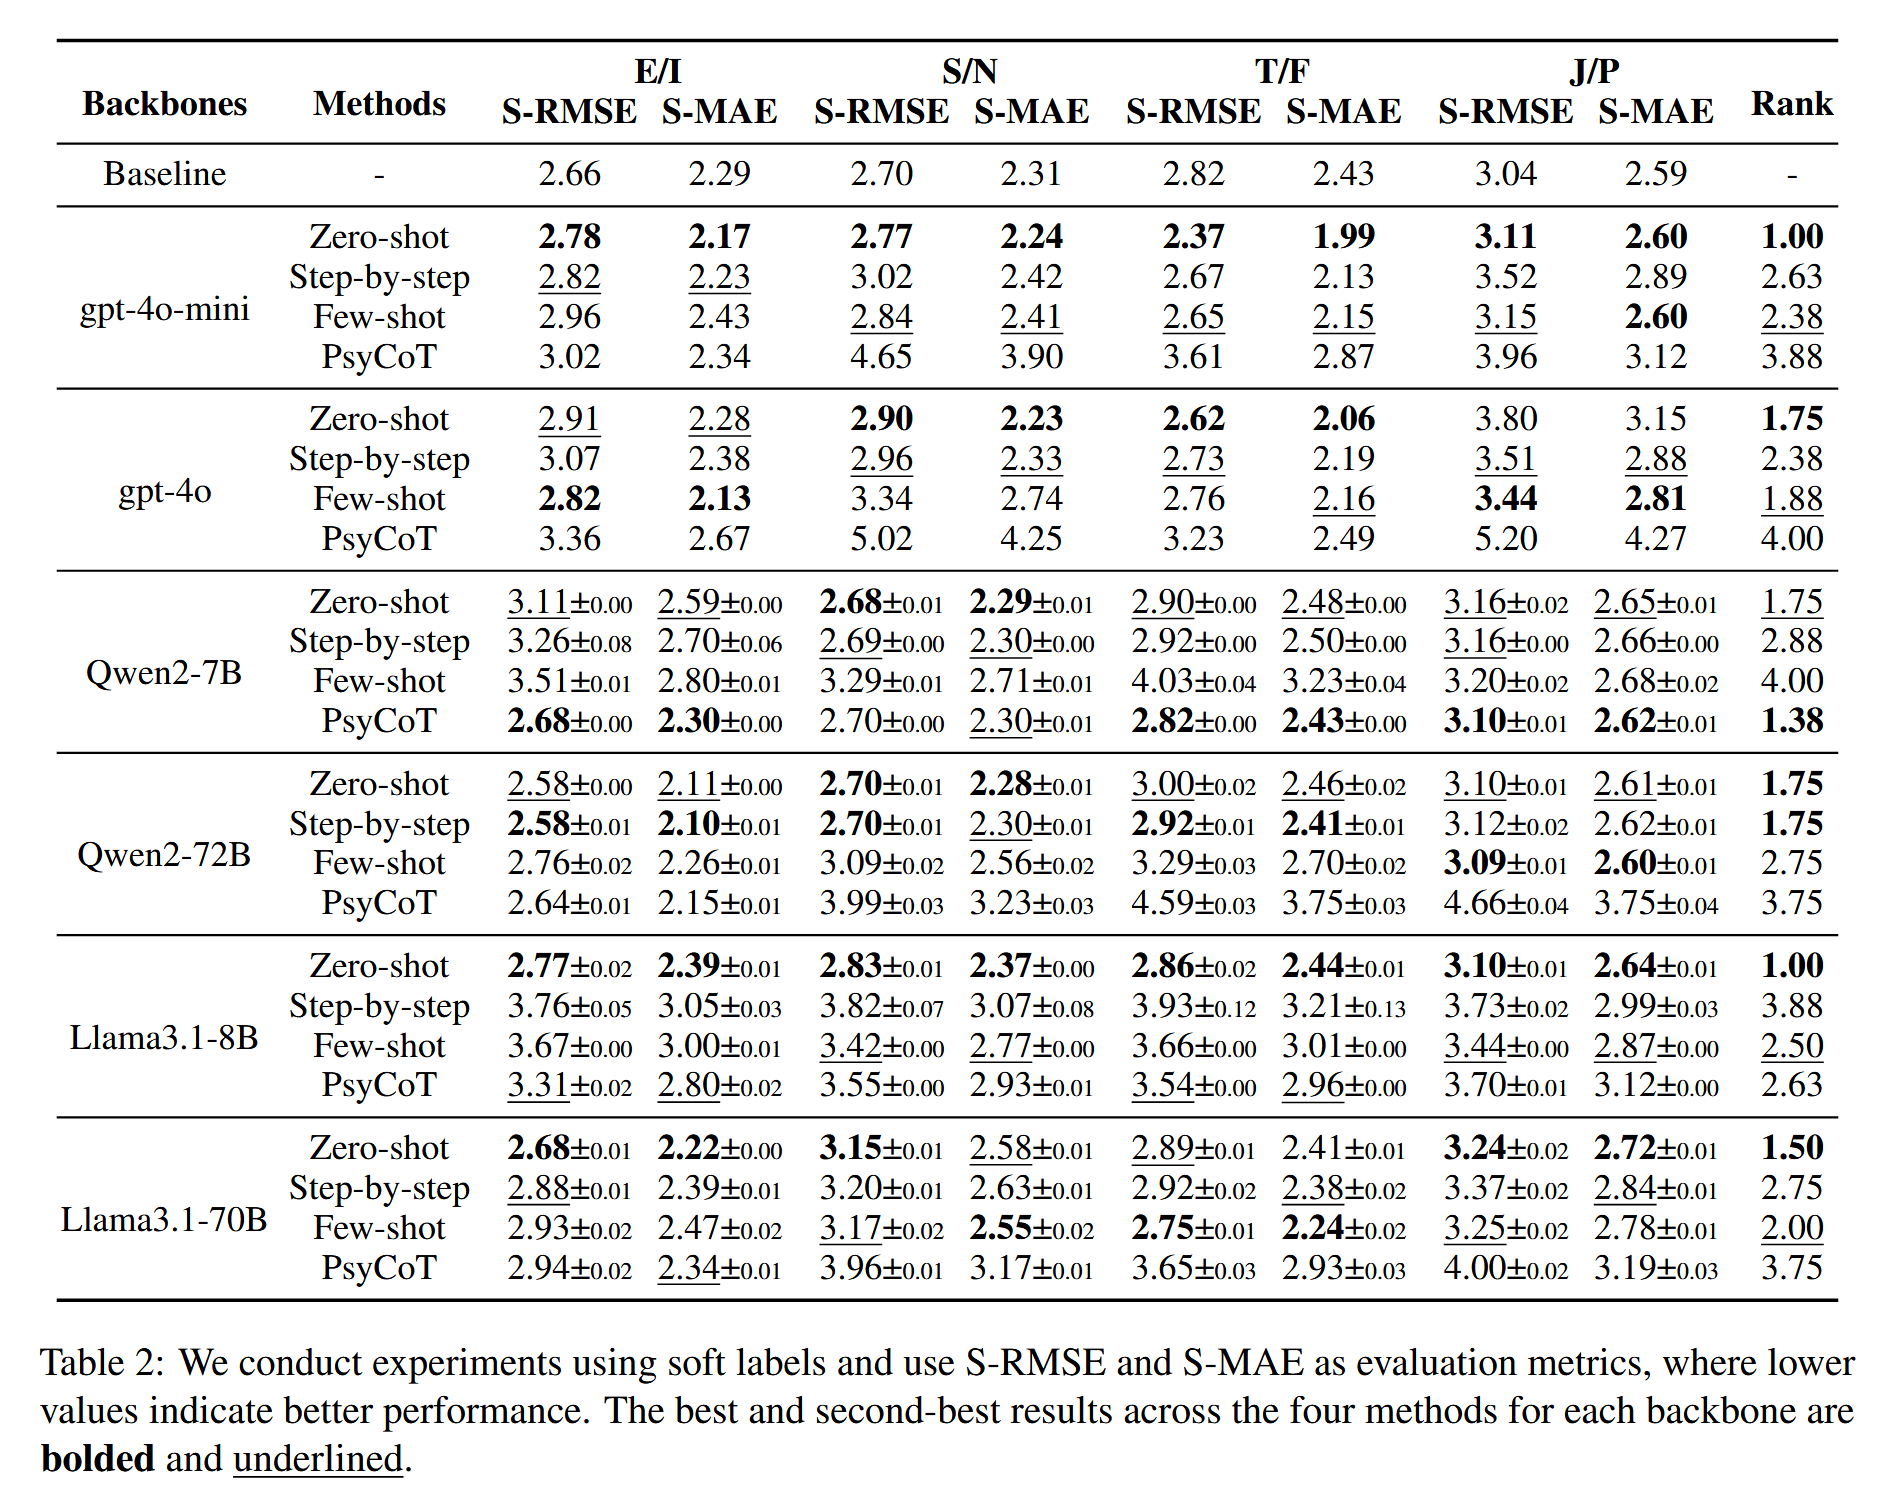 E/I S/N T/F J/P
Backbones Methods S-RMSE S-MAE S-RMSE S-MAE S-RMSE S-MAE S-RMSE S-MAE Rank
Baseline - 2.66 2.29 2.70 2.31 2.82 2.43 3.04 2.59 -
gpt-4o-mini
Zero-shot 2.78 2.17 2.77 2.24 2.37 1.99 3.11 2.60 1.00
Step-by-step 2.82 2.23 3.02 2.42 2.67 2.13 3.52 2.89 2.63
Few-shot 2.96 2.43 2.84 2.41 2.65 2.15 3.15 2.60 2.38
PsyCoT 3.02 2.34 4.65 3.90 3.61 2.87 3.96 3.12 3.88
gpt-4o
Zero-shot 2.91 2.28 2.90 2.23 2.62 2.06 3.80 3.15 1.75
Step-by-step 3.07 2.38 2.96 2.33 2.73 2.19 3.51 2.88 2.38
Few-shot 2.82 2.13 3.34 2.74 2.76 2.16 3.44 2.81 1.88
PsyCoT 3.36 2.67 5.02 4.25 3.23 2.49 5.20 4.27 4.00
Qwen2-7B
Zero-shot 3.11±0.00 2.59±0.00 2.68±0.01 2.29±0.01 2.90±0.00 2.48±0.00 3.16±0.02 2.65±0.01 1.75
Step-by-step 3.26±0.08 2.70±0.06 2.69±0.00 2.30±0.00 2.92±0.00 2.50±0.00 3.16±0.00 2.66±0.00 2.88
Few-shot 3.51±0.01 2.80±0.01 3.29±0.01 2.71±0.01 4.03±0.04 3.23±0.04 3.20±0.02 2.68±0.02 4.00
PsyCoT 2.68±0.00 2.30±0.00 2.70±0.00 2.30±0.01 2.82±0.00 2.43±0.00 3.10±0.01 2.62±0.01 1.38
Qwen2-72B
Zero-shot 2.58±0.00 2.11±0.00 2.70±0.01 2.28±0.01 3.00±0.02 2.46±0.02 3.10±0.01 2.61±0.01 1.75
Step-by-step 2.58±0.01 2.10±0.01 2.70±0.01 2.30±0.01 2.92±0.01 2.41±0.01 3.12±0.02 2.62±0.01 1.75
Few-shot 2.76±0.02 2.26±0.01 3.09±0.02 2.56±0.02 3.29±0.03 2.70±0.02 3.09±0.01 2.60±0.01 2.75
PsyCoT 2.64±0.01 2.15±0.01 3.99±0.03 3.23±0.03 4.59±0.03 3.75±0.03 4.66±0.04 3.75±0.04 3.75
Llama3.1-8B
Zero-shot 2.77±0.02 2.39±0.01 2.83±0.01 2.37±0.00 2.86±0.02 2.44±0.01 3.10±0.01 2.64±0.01 1.00
Step-by-step 3.76±0.05 3.05±0.03 3.82±0.07 3.07±0.08 3.93±0.12 3.21±0.13 3.73±0.02 2.99±0.03 3.88
Few-shot 3.67±0.00 3.00±0.01 3.42±0.00 2.77±0.00 3.66±0.00 3.01±0.00 3.44±0.00 2.87±0.00 2.50
PsyCoT 3.31±0.02 2.80±0.02 3.55±0.00 2.93±0.01 3.54±0.00 2.96±0.00 3.70±0.01 3.12±0.00 2.63
Llama3.1-70B
Zero-shot 2.68±0.01 2.22±0.00 3.15±0.01 2.58±0.01 2.89±0.01 2.41±0.01 3.24±0.02 2.72±0.01 1.50
Step-by-step 2.88±0.01 2.39±0.01 3.20±0.01 2.63±0.01 2.92±0.02 2.38±0.02 3.37±0.02 2.84±0.01 2.75
Few-shot 2.93±0.02 2.47±0.02 3.17±0.02 2.55±0.02 2.75±0.01 2.24±0.02 3.25±0.02 2.78±0.01 2.00
PsyCoT 2.94±0.02 2.34±0.01 3.96±0.01 3.17±0.01 3.65±0.03 2.93±0.03 4.00±0.02 3.19±0.03 3.75
Table 2: We conduct experiments using soft labels and use S-RMSE and S-MAE as evaluation metrics, where lower
values indicate better performance. The best and second-best results across the four methods for each backbone are
bolded and underlined.